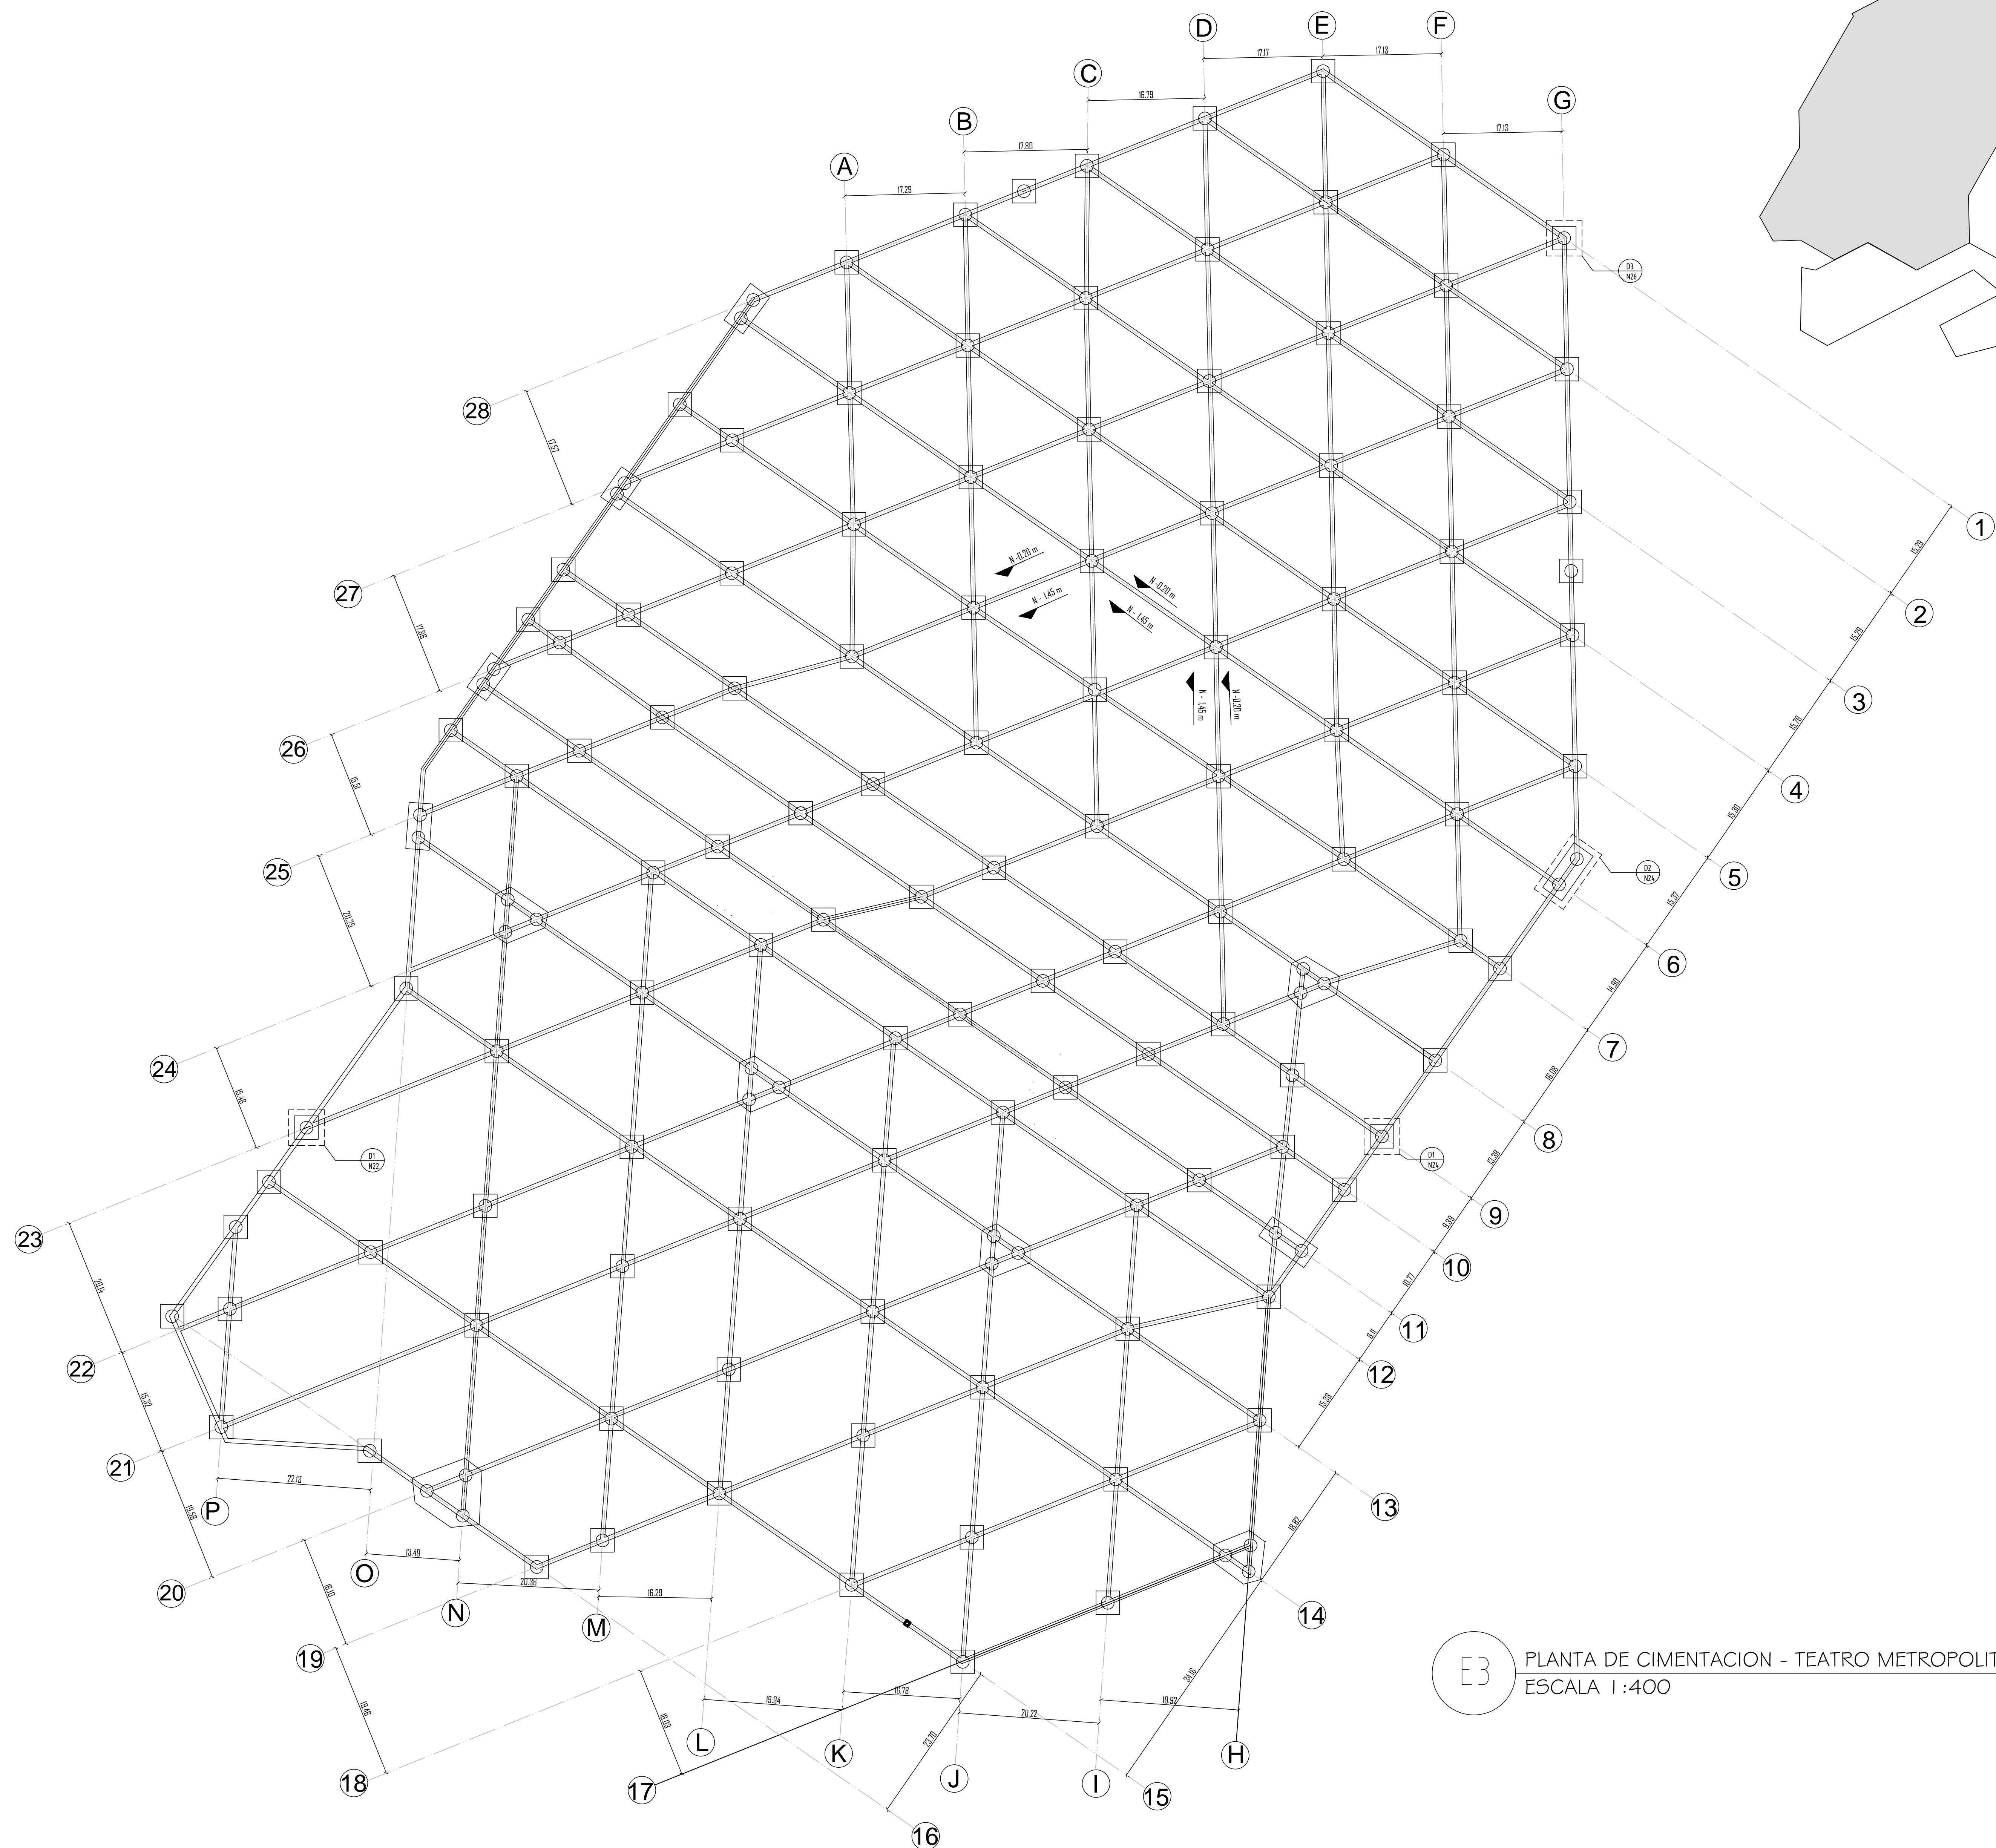 D
E
F
17.17
17.13
C
16.79
G
B
17.80
17.13
A
17.29
D3
N26
28
17.57
1
15.29
N -0.20 m
N -0.20 m
27
N - 1.45 m
N - 1.45 m
2
17.86
15.29
N - 1.45 m
N -0.20 m
3
26
15.76
15.51
4
15.30
25
D2
N24
5
20.25
15.37
6
14.90
24
7
16.08
15.48
8
D1
N22
D1
N24
13.39
9
23
9.39
10
20.14
10.77
11
22
8.11
12
15.32
15.38
21
22.13
13
P
19.58
18.82
13.49
O
20
20.36
16.29
16.10
N
M
14
19
E3
PLANTA DE CIMENTACION - TEATRO METROPOLIT
ESCALA 1:400
34.16
16.78
19.94
19.92
19.46
16.03
20.22
23.70
L
K
H
J
I
18
17
15
16